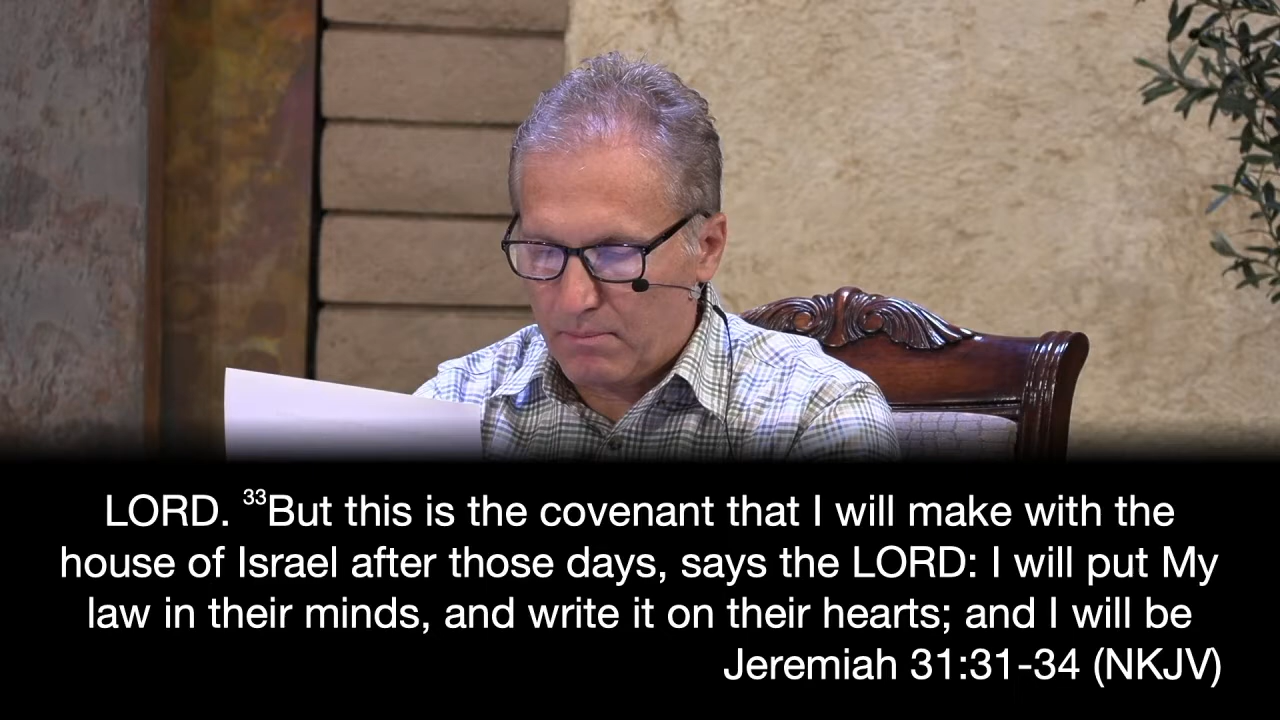 LORD. ³³But this is the covenant that I will make with the
house of Israel after those days, says the LORD: I will put My
law in their minds, and write it on their hearts; and I will be
Jeremiah 31:31-34 (NKJV)